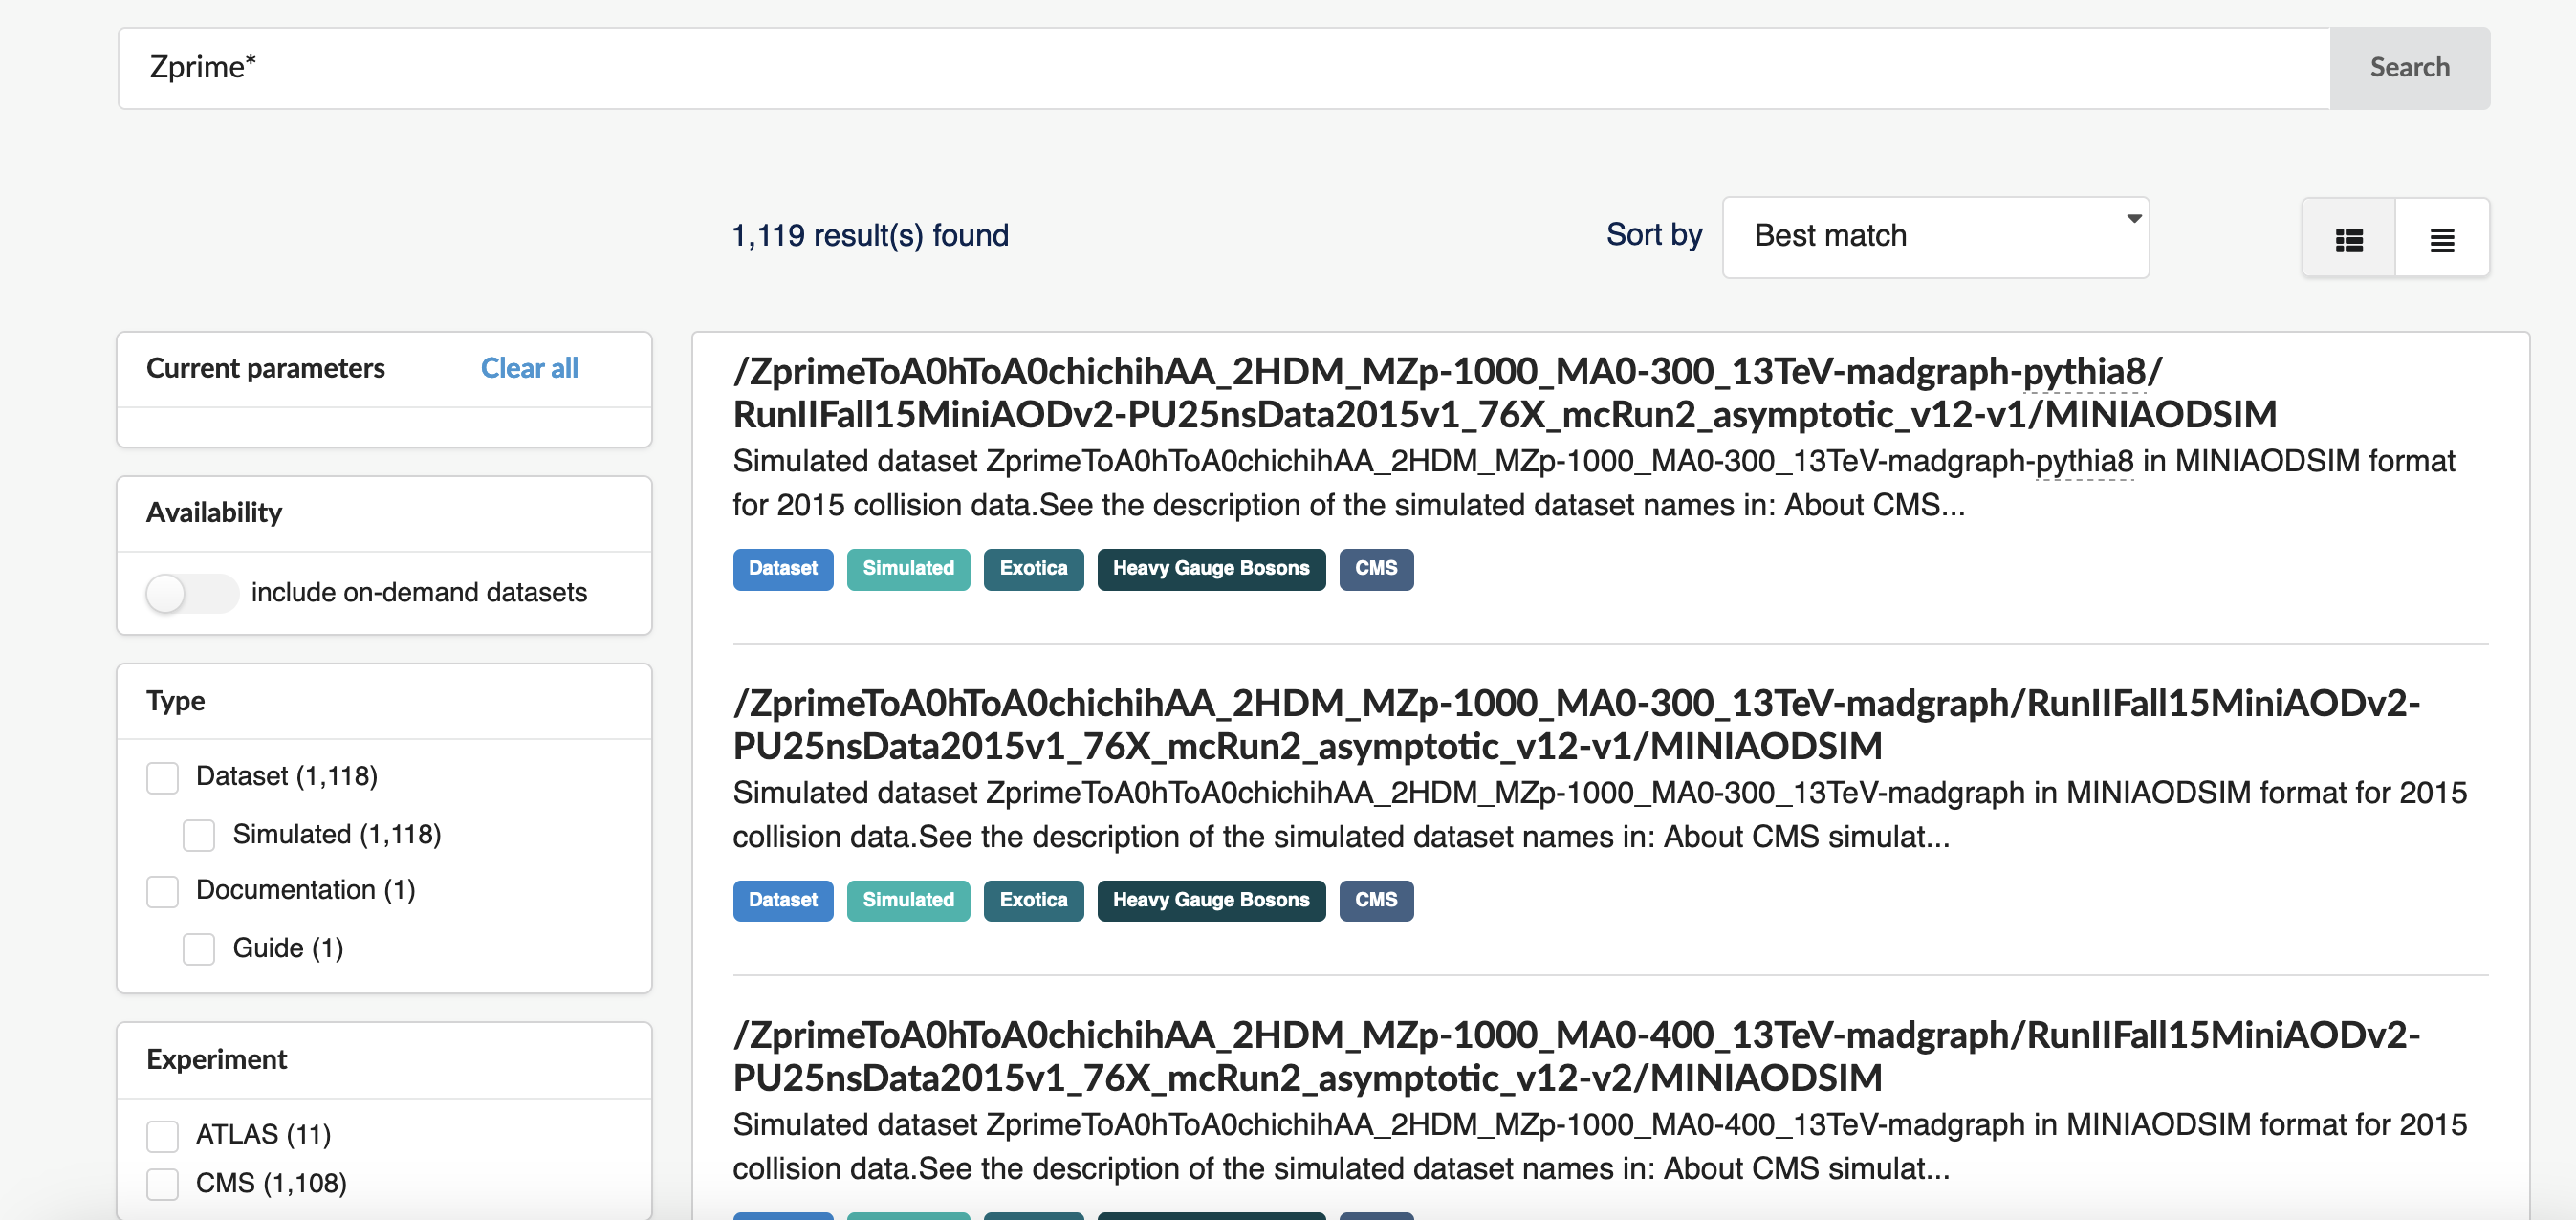 Zprime*
Search
1,119 result(s) found
Sort by
Best match
Current parameters
Clear all
Availability
include on-demand datasets
Type
Dataset (1,118)
Simulated (1,118)
Documentation (1)
Guide (1)
Experiment
ATLAS (11)
CMS (1,108)
/ZprimeToA0hToA0chichihAA_2HDM_MZp-1000_MA0-300_13TeV-madgraph-pythia8/
RunIIFall15MiniAODv2-PU25nsData2015v1_76X_mcRun2_asymptotic_v12-v1/MINIAODSIM
Simulated dataset ZprimeToA0hToA0chichihAA_2HDM_MZp-1000_MA0-300_13TeV-madgraph-pythia8 in MINIAODSIM format
for 2015 collision data.See the description of the simulated dataset names in: About CMS...
Dataset Simulated Exotica Heavy Gauge Bosons CMS
/ZprimeToA0hToA0chichihAA_2HDM_MZp-1000_MA0-300_13TeV-madgraph/RunIIFall15MiniAODv2-
PU25nsData2015v1_76X_mcRun2_asymptotic_v12-v1/MINIAODSIM
Simulated dataset ZprimeToA0hToA0chichihAA_2HDM_MZp-1000_MA0-300_13TeV-madgraph in MINIAODSIM format for 2015
collision data.See the description of the simulated dataset names in: About CMS simulat...
Dataset Simulated Exotica Heavy Gauge Bosons CMS
/ZprimeToA0hToA0chichihAA_2HDM_MZp-1000_MA0-400_13TeV-madgraph/RunIIFall15MiniAODv2-
PU25nsData2015v1_76X_mcRun2_asymptotic_v12-v2/MINIAODSIM
Simulated dataset ZprimeToA0hToA0chichihAA_2HDM_MZp-1000_MA0-400_13TeV-madgraph in MINIAODSIM format for 2015
collision data.See the description of the simulated dataset names in: About CMS simulat...